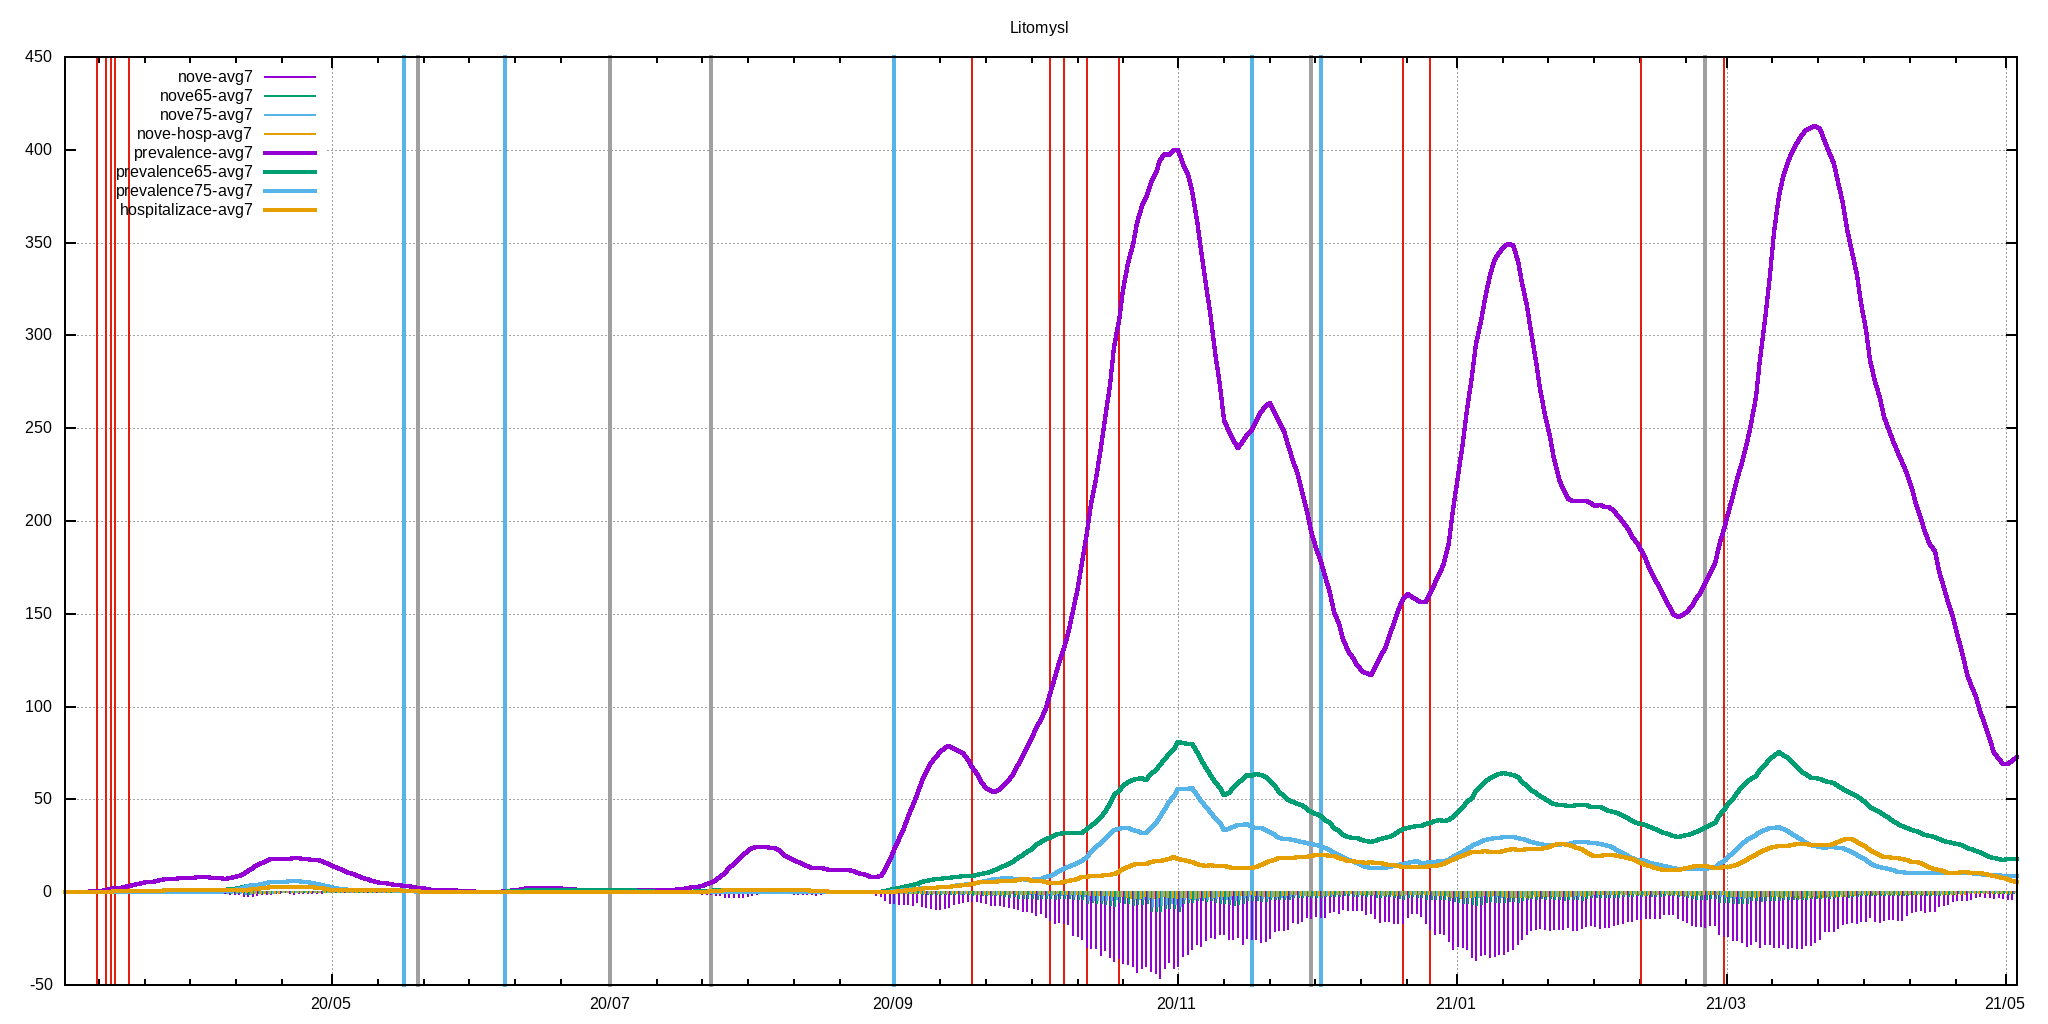 Litomysl
450
nove-avg7
nove65-avg7
nove75-avg7
nove-hosp-avg7
400
prevalence-avg7
prevalence65-avg7
prevalence75-avg7
hospitalizace-avg7
350
300
250
200
150
100
50
0
-50
20/05 20/07 20/09 20/11 21/01 21/03 21/05